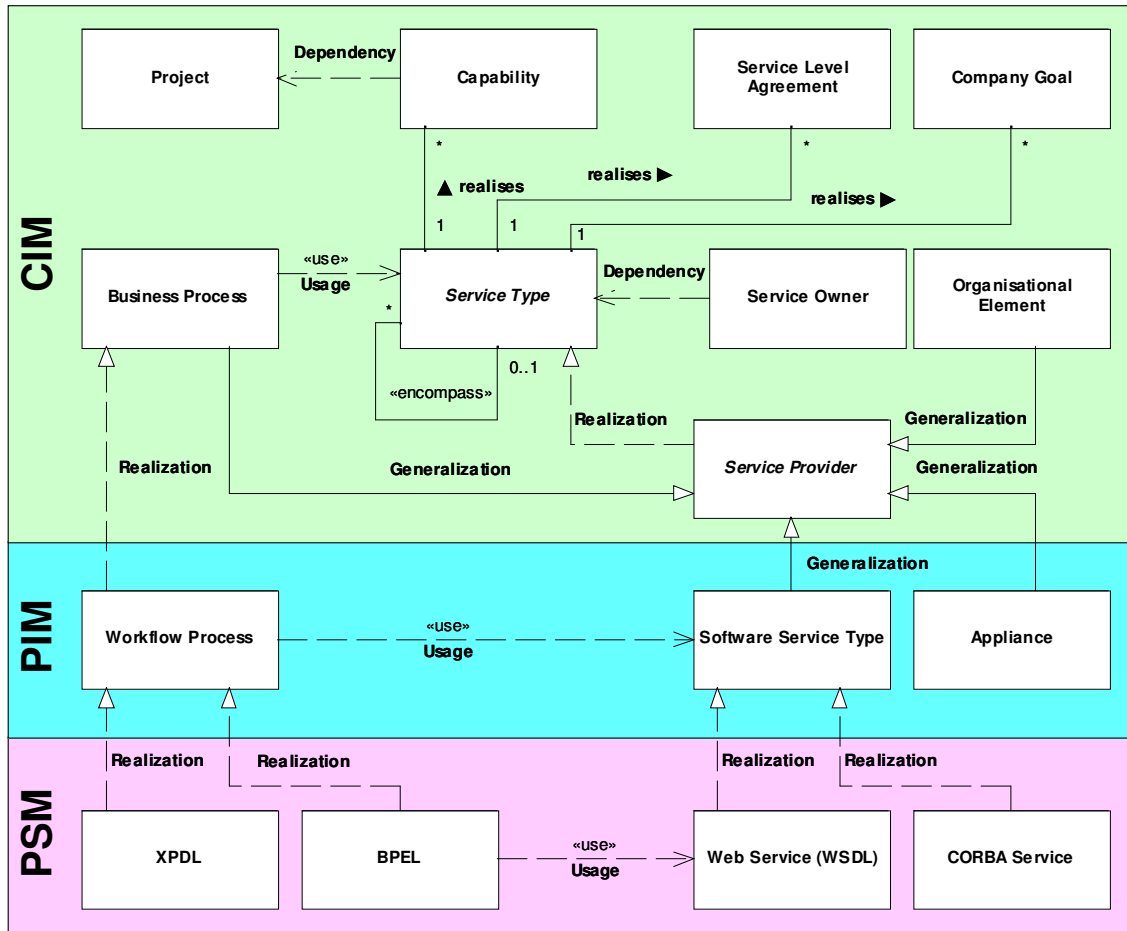 CIM
Project
Dependency
Capability
Service Level
Agreement
Company Goal
*
*
*
▲ realises
realises ▶
realises ▶
1
1
1
Business Process
«use»
Usage
Service Type
Dependency
Service Owner
Organisational
Element
*
0..1
«encompass»
Realization
Generalization
Realization
Generalization
Service Provider
Generalization
PIM
Generalization
Workflow Process
«use»
Usage
Software Service Type
Appliance
PSM
Realization
Realization
Realization
Realization
XPDL
BPEL
«use»
Usage
Web Service (WSDL)
CORBA Service